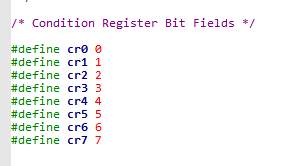 /* Condition Register Bit Fields */
#define cr0 0
#define cr1 1
#define cr2 2
#define cr3 3
#define cr4 4
#define cr5 5
#define cr6 6
#define cr7 7